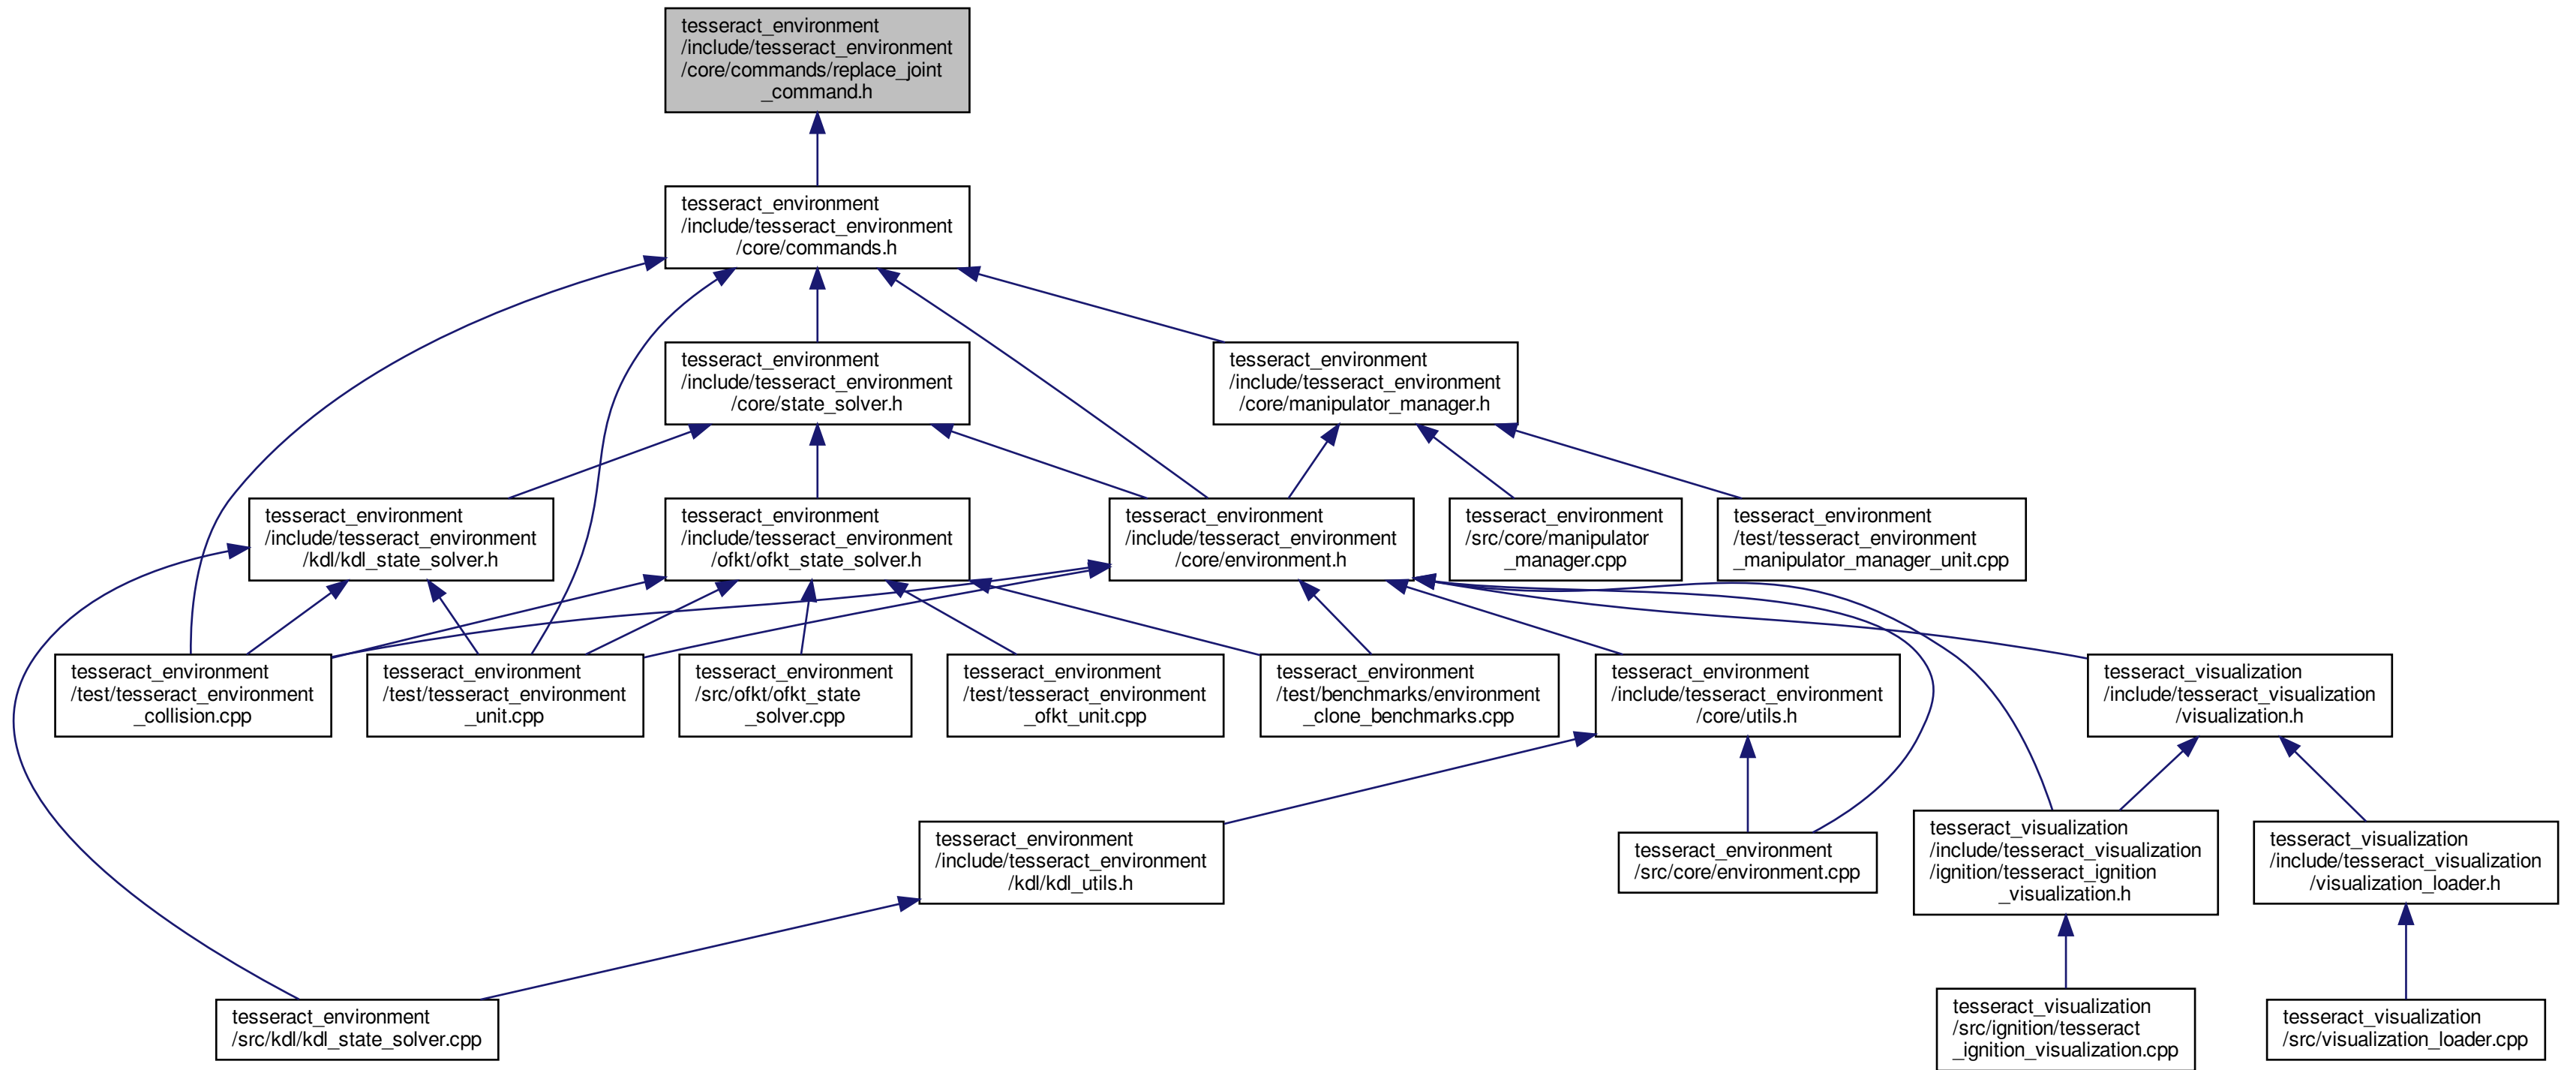 tesseract_environment
/include/tesseract_environment
/core/commands/replace_joint
_command.h
tesseract_environment
/include/tesseract_environment
/core/commands.h
tesseract_environment
/include/tesseract_environment
/core/state_solver.h
tesseract_environment
/include/tesseract_environment
/core/manipulator_manager.h
tesseract_environment
/include/tesseract_environment
/kdl/kdl_state_solver.h
tesseract_environment
/include/tesseract_environment
/ofkt/ofkt_state_solver.h
tesseract_environment
/include/tesseract_environment
/core/environment.h
tesseract_environment
/src/core/manipulator
_manager.cpp
tesseract_environment
/test/tesseract_environment
_manipulator_manager_unit.cpp
tesseract_environment
/test/tesseract_environment
_collision.cpp
tesseract_environment
/test/tesseract_environment
_unit.cpp
tesseract_environment
/src/ofkt/ofkt_state
_solver.cpp
tesseract_environment
/test/tesseract_environment
_ofkt_unit.cpp
tesseract_environment
/test/benchmarks/environment
_clone_benchmarks.cpp
tesseract_environment
/include/tesseract_environment
/core/utils.h
tesseract_visualization
/include/tesseract_visualization
/visualization.h
tesseract_environment
/include/tesseract_environment
/kdl/kdl_utils.h
tesseract_environment
/src/core/environment.cpp
tesseract_visualization
/include/tesseract_visualization
/ignition/tesseract_ignition
_visualization.h
tesseract_visualization
/include/tesseract_visualization
/visualization_loader.h
tesseract_environment
/src/kdl/kdl_state_solver.cpp
tesseract_visualization
/src/ignition/tesseract
_ignition_visualization.cpp
tesseract_visualization
/src/visualization_loader.cpp